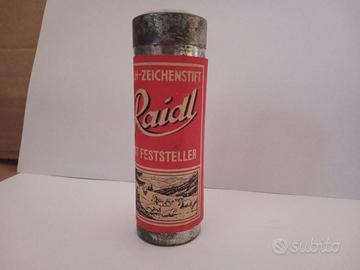 H-ZEICHENSTIFT
Raidl
T FESTSTELLER
subito